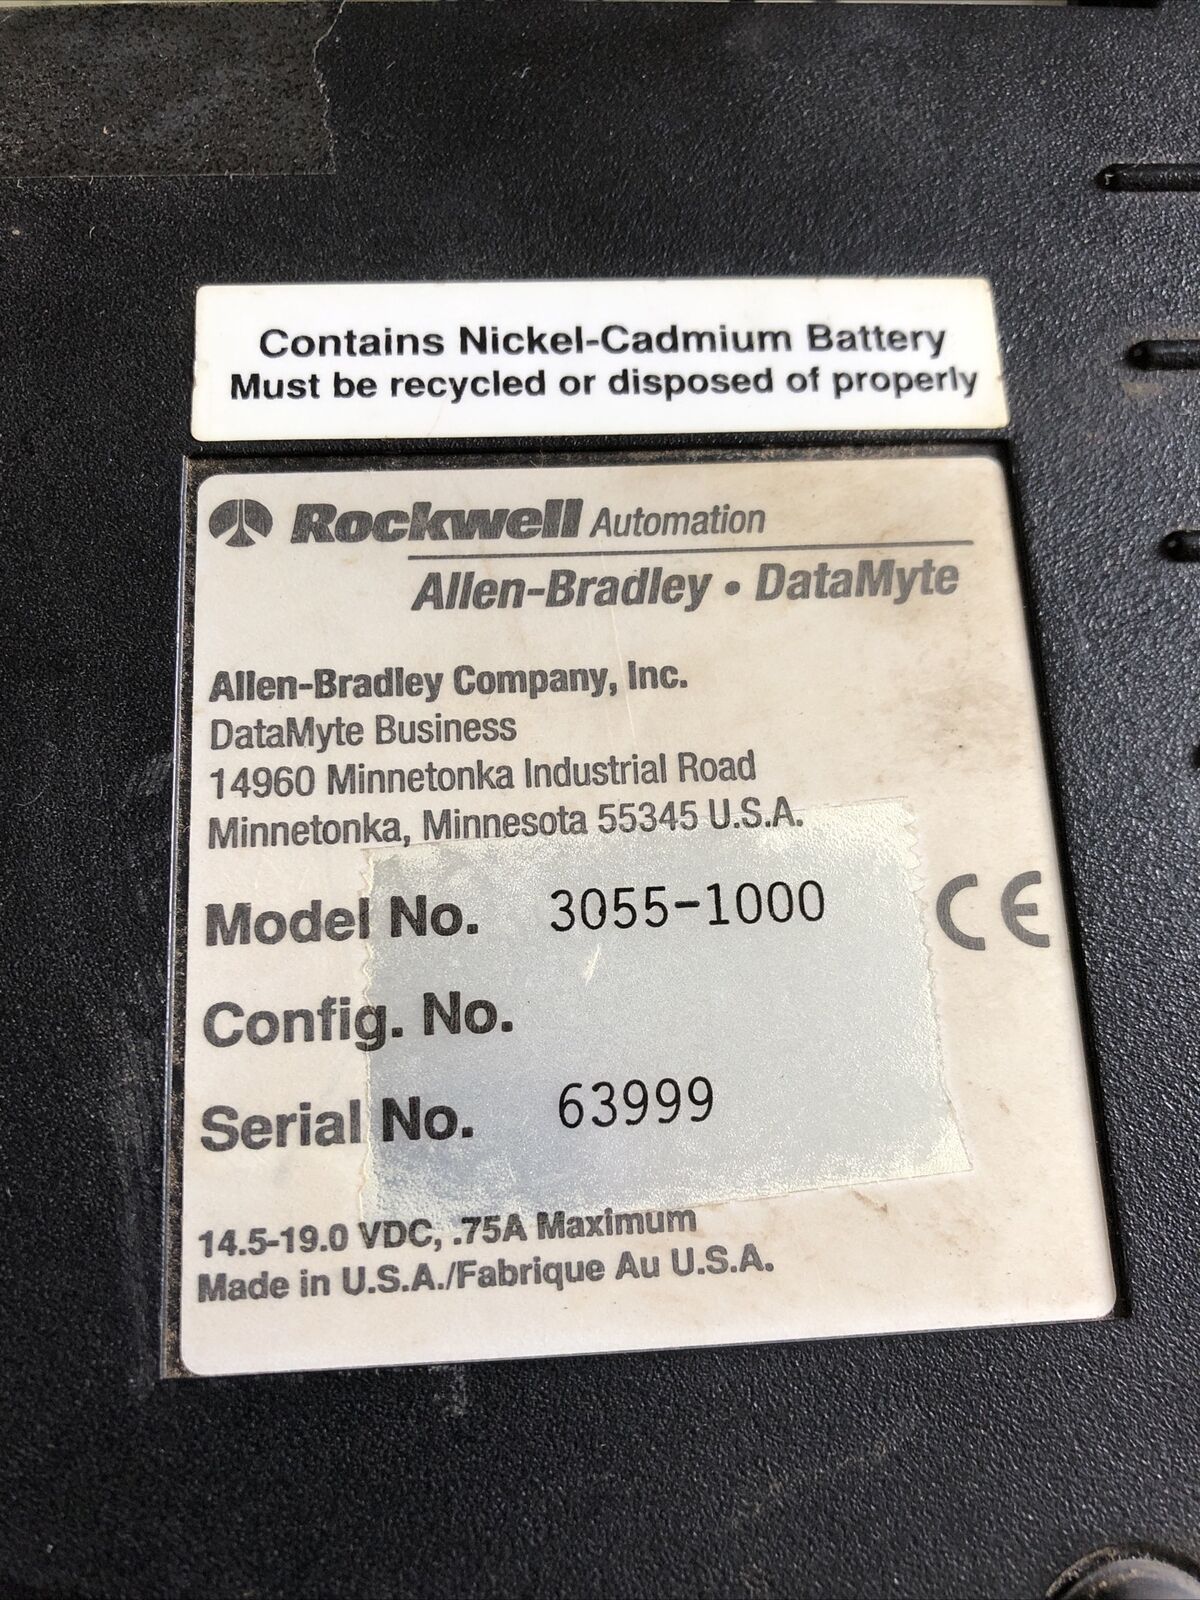 Contains Nickel-Cadmium Battery
Must be recycled or disposed of properly
Rockwell Automation
Allen-Bradley • DataMyte
Allen-Bradley Company, Inc.
DataMyte Business
14960 Minnetonka Industrial Road
Minnetonka, Minnesota 55345 U.S.A.
Model No. 3055-1000 CE
Config. No.
Serial No. 63999
14.5-19.0 VDC, .75A Maximum
Made in U.S.A./Fabrique Au U.S.A.